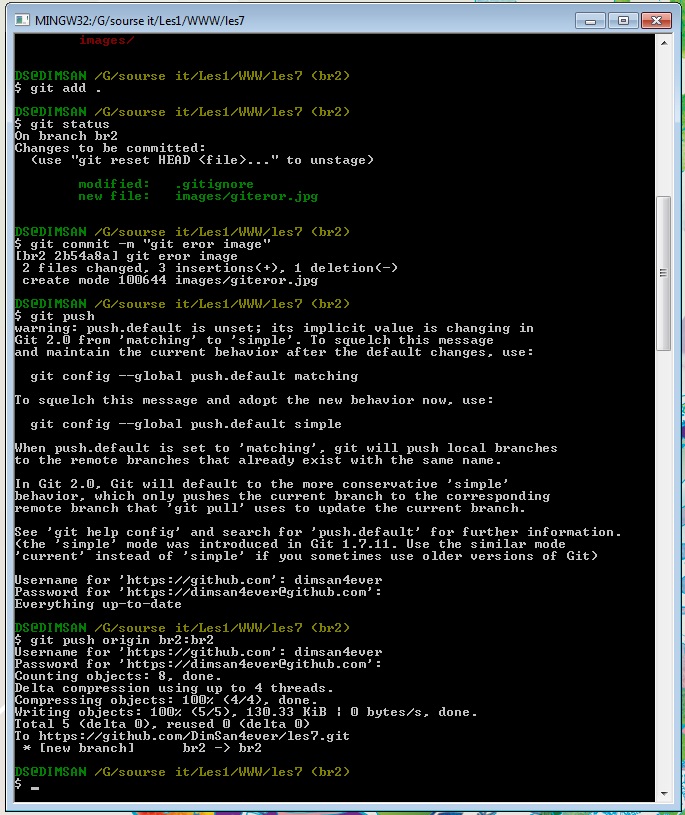 MINGW32:/G/sourse it/Les1/WWW/les7
images/
DS@DIMSAN /G/sourse it/Les1/WWW/les7 (br2)
$ git add .
DS@DIMSAN /G/sourse it/Les1/WWW/les7 (br2)
$ git status
On branch br2
Changes to be committed:
(use "git reset HEAD <file>..." to unstage)
modified:   .gitignore
new file:   images/giteror.jpg
DS@DIMSAN /G/sourse it/Les1/WWW/les7 (br2)
$ git commit -m "git eror image"
[br2 2b54a8a] git eror image
2 files changed, 3 insertions(+), 1 deletion(-)
create mode 100644 images/giteror.jpg
DS@DIMSAN /G/sourse it/Les1/WWW/les7 (br2)
$ git push
warning: push.default is unset; its implicit value is changing in
Git 2.0 from 'matching' to 'simple'. To squelch this message
and maintain the current behavior after the default changes, use:
git config --global push.default matching
To squelch this message and adopt the new behavior now, use:
git config --global push.default simple
When push.default is set to 'matching', git will push local branches
to the remote branches that already exist with the same name.
In Git 2.0, Git will default to the more conservative 'simple'
behavior, which only pushes the current branch to the corresponding
remote branch that 'git pull' uses to update the current branch.
See 'git help config' and search for 'push.default' for further information.
(the 'simple' mode was introduced in Git 1.7.11. Use the similar mode
'current' instead of 'simple' if you sometimes use older versions of Git)
Username for 'https://github.com': dimsan4ever
Password for 'https://dimsan4ever@github.com':
Everything up-to-date
DS@DIMSAN /G/sourse it/Les1/WWW/les7 (br2)
$ git push origin br2:br2
Username for 'https://github.com': dimsan4ever
Password for 'https://dimsan4ever@github.com':
Counting objects: 8, done.
Delta compression using up to 4 threads.
Compressing objects: 100% (4/4), done.
Writing objects: 100% (5/5), 130.33 KiB ¦ 0 bytes/s, done.
Total 5 (delta 0), reused 0 (delta 0)
To https://github.com/DimSan4ever/les7.git
* [new branch]      br2 -> br2
DS@DIMSAN /G/sourse it/Les1/WWW/les7 (br2)
$ _